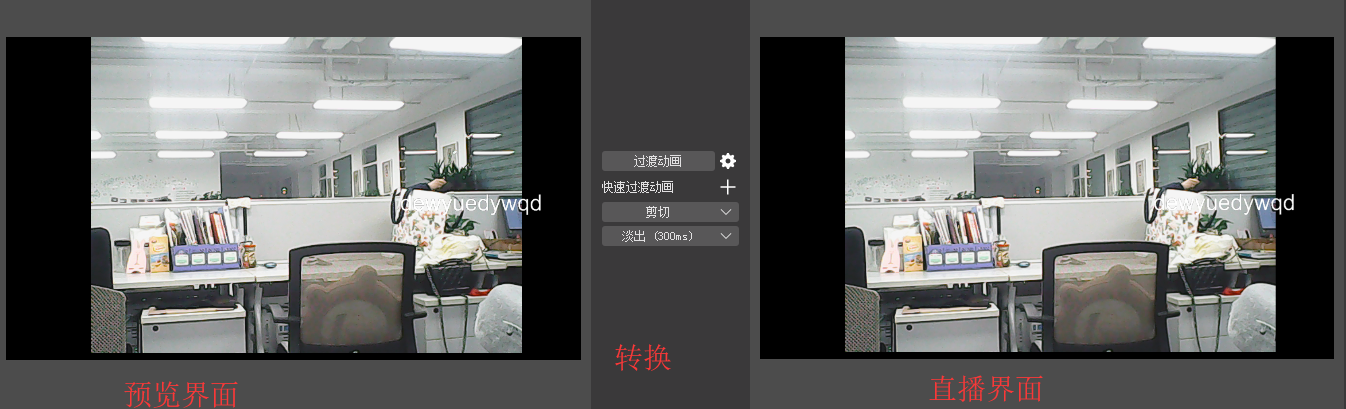 dewyuedywqd
过渡动画
快速过渡动画
剪切
淡出 (300ms)
dewyuedywqd
转换
预览界面
直播界面